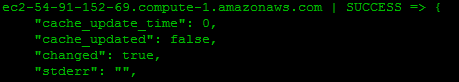 ec2-54-91-152-69.compute-1.amazonaws.com | SUCCESS => {
"cache_update_time": 0,
"cache_updated": false,
"changed": true,
"stderr": "",